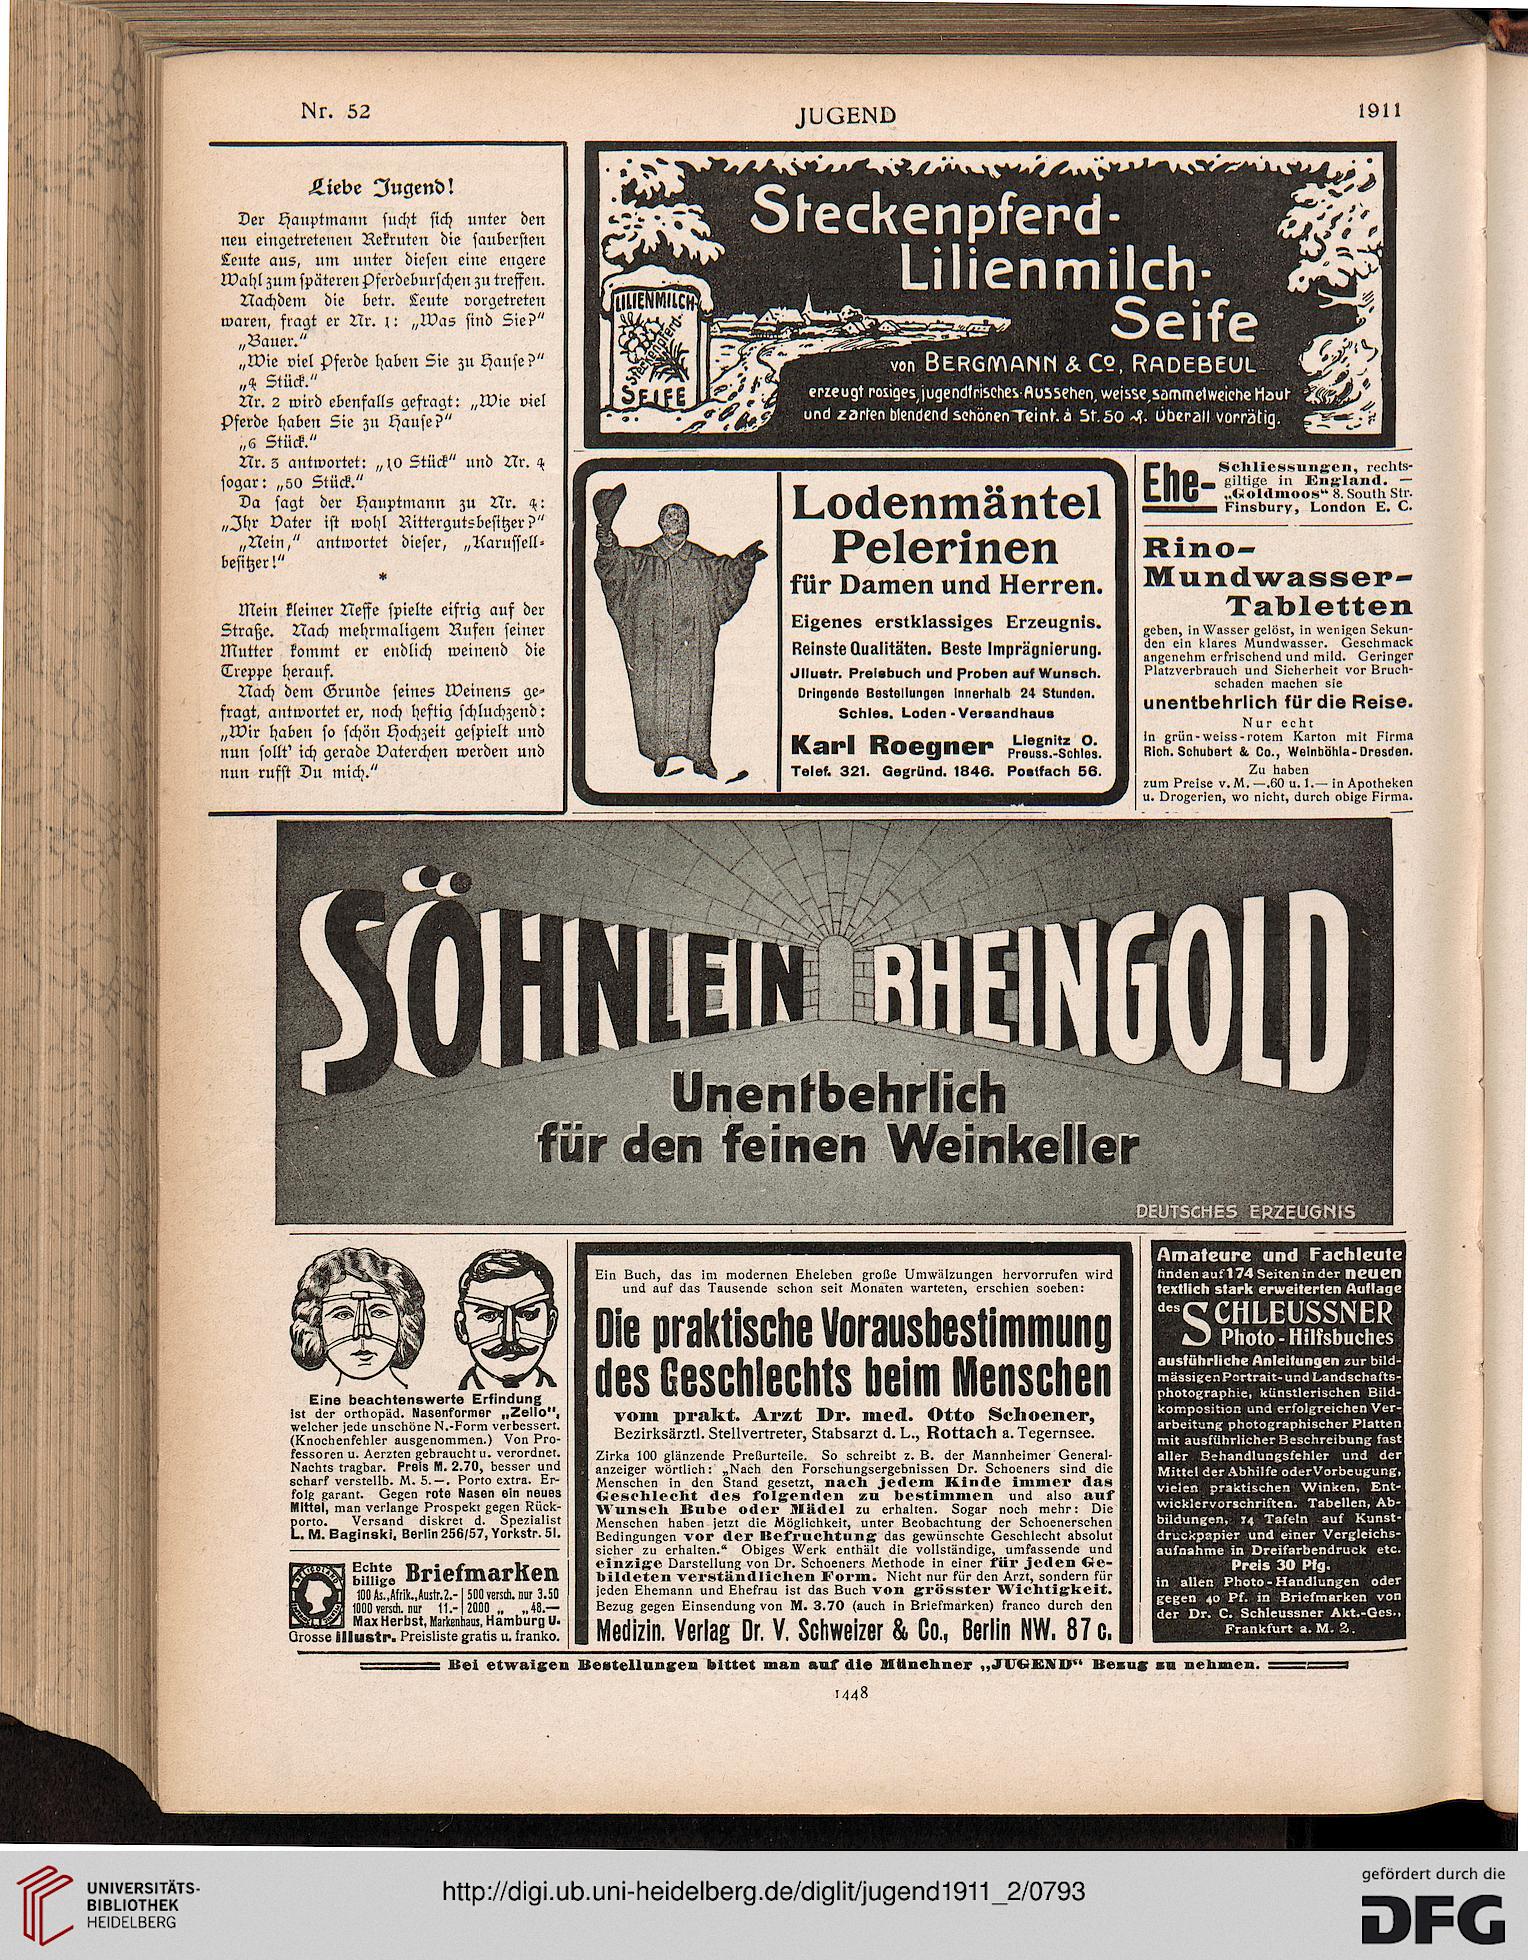 Nr. 52
JUGEND
1911
Liebe Jugend!
Der Hauptmann sucht sich unter den
neu eingetretenen Rekruten die saubersten
Leute aus, um unter diesen eine engere
Wahl zum späteren Pferdeburschen zu treffen.
Nachdem die betr. Leute vorgetreten
waren, fragt er Nr. 1: „Was sind Sie?"
„Bauer."
„Wie viel Pferde haben Sie zu Hause?"
„4 Stück."
Nr. 2 wird ebenfalls gefragt: „Wie viel
Pferde haben Sie zu Hause?"
„6 Stück."
Nr. 3 antwortet: „10 Stück" und Nr. 4
sogar: „50 Stück."
Da sagt der Hauptmann zu Nr. 4:
„Ihr Vater ist wohl Rittergutsbesitzer?"
„Nein," antwortet dieser, „Karussell-
besitzer!"
*
Mein kleiner Neffe spielte eifrig auf der
Straße. Nach mehrmaligem Rufen seiner
Mutter kommt er endlich weinend die
Treppe herauf.
Nach dem Grunde seines Weinens ge-
fragt, antwortet er, noch heftig schluchzend:
„Wir haben so schön Hochzeit gespielt und
nun sollt' ich gerade Vaterchen werden und
nun rufst Du mich."
Steckenpferd-
Lilienmilch-
Seife
von BERGMANN & Co, RADEBEUL
erzeugt rosiges, jugendfrisches Aussehen, weisse, sammetweiche Haut
und zarten blendend schönen Teint. à St. 50 ₰. Überall vorrätig.
LILIENMILCH
Steckenpferd-
SEIFE
Lodenmäntel
Pelerinen
für Damen und Herren.
Eigenes erstklassiges Erzeugnis.
Reinste Qualitäten. Beste Imprägnierung.
Jllustr. Preisbuch und Proben auf Wunsch.
Dringende Bestellungen innerhalb 24 Stunden.
Schles. Loden-Versandhaus
Karl Roegner Liegnitz O.
Preuss.-Schles.
Telef. 321. Gegründ. 1846. Postfach 56.
Ehe- Schliessungen, rechts-
giltige in England. —
„Goldmoos" 8. South Str.
Finsbury, London E. C.
Rino-
Mundwasser-
Tabletten
geben, in Wasser gelöst, in wenigen Sekun-
den ein klares Mundwasser. Geschmack
angenehm erfrischend und mild. Geringer
Platzverbrauch und Sicherheit vor Bruch-
schaden machen sie
unentbehrlich für die Reise.
Nur echt
in grün-weiss-rotem Karton mit Firma
Rich. Schubert & Co., Weinböhla-Dresden.
Zu haben
zum Preise v. M. —.60 u. 1.— in Apotheken
u. Drogerien, wo nicht, durch obige Firma.
SÖHNLEIN RHEINGOLD
Unentbehrlich
für den feinen Weinkeller
DEUTSCHES ERZEUGNIS
Eine beachtenswerte Erfindung
ist der orthopäd. Nasenformer „Zello",
welcher jede unschöne N.-Form verbessert.
(Knochenfehler ausgenommen.) Von Pro-
fessoren u. Aerzten gebraucht u. verordnet.
Nachts tragbar. Preis M. 2.70, besser und
scharf verstellb. M. 5.—. Porto extra. Er-
folg garant. Gegen rote Nasen ein neues
Mittel, man verlange Prospekt gegen Rück-
porto. Versand diskret d. Spezialist
L. M. Baginski, Berlin 256/57, Yorkstr. 51.
HELIGOLAND
Echte
billige Briefmarken
100 As., Afrik., Austr. 2.- | 500 versch. nur 3.50
1000 versch. nur 11.- | 2000 „ „ 48.—
Max Herbst, Markenhaus, Hamburg U.
Grosse illustr. Preisliste gratis u. franko.
Ein Buch, das im modernen Eheleben große Umwälzungen hervorrufen wird
und auf das Tausende schon seit Monaten warteten, erschien soeben:
Die praktische Vorausbestimmung
des Geschlechts beim Menschen
vom prakt. Arzt Dr. med. Otto Schoener,
Bezirksärztl. Stellvertreter, Stabsarzt d. L., Rottach a. Tegernsee.
Zirka 100 glänzende Preßurteile. So schreibt z. B. der Mannheimer General-
anzeiger wörtlich: „Nach den Forschungsergebnissen Dr. Schoeners sind die
Menschen in den Stand gesetzt, nach jedem Kinde immer das
Geschlecht des folgenden zu bestimmen und also auf
Wunsch Bube oder Mädel zu erhalten. Sogar noch mehr: Die
Menschen haben jetzt die Möglichkeit, unter Beobachtung der Schoenerschen
Bedingungen vor der Befruchtung das gewünschte Geschlecht absolut
sicher zu erhalten." Obiges Werk enthält die vollständige, umfassende und
einzige Darstellung von Dr. Schoeners Methode in einer für jeden Ge-
bildeten verständlichen Form. Nicht nur für den Arzt, sondern für
jeden Ehemann und Ehefrau ist das Buch von grösster Wichtigkeit.
Bezug gegen Einsendung von M. 3.70 (auch in Briefmarken) franco durch den
Medizin. Verlag Dr. V. Schweizer & Co., Berlin NW. 87 c.
Amateure und Fachleute
finden auf 174 Seiten in der neuen
textlich stark erweiterten Auflage
des SCHLEUSSNER
Photo-Hilfsbuches
ausführliche Anleitungen zur bild-
mässigen Portrait- und Landschafts-
photographie, künstlerischen Bild-
komposition und erfolgreichen Ver-
arbeitung photographischer Platten
mit ausführlicher Beschreibung fast
aller Behandlungsfehler und der
Mittel der Abhilfe oder Vorbeugung,
vielen praktischen Winken, Ent-
wicklervorschriften. Tabellen, Ab-
bildungen, 14 Tafeln auf Kunst-
druckpapier und einer Vergleichs-
aufnahme in Dreifarbendruck etc.
Preis 30 Pfg.
in allen Photo-Handlungen oder
gegen 40 Pf. in Briefmarken von
der Dr. C. Schleussner Akt.-Ges.,
Frankfurt a. M. 2.
Bei etwaigen Bestellungen bittet man auf die Münchner „JUGEND" Bezug zu nehmen.
1448
UNIVERSITÄTS-
BIBLIOTHEK
HEIDELBERG
http://digi.ub.uni-heidelberg.de/diglit/jugend1911_2/0793
gefördert durch die
DFG